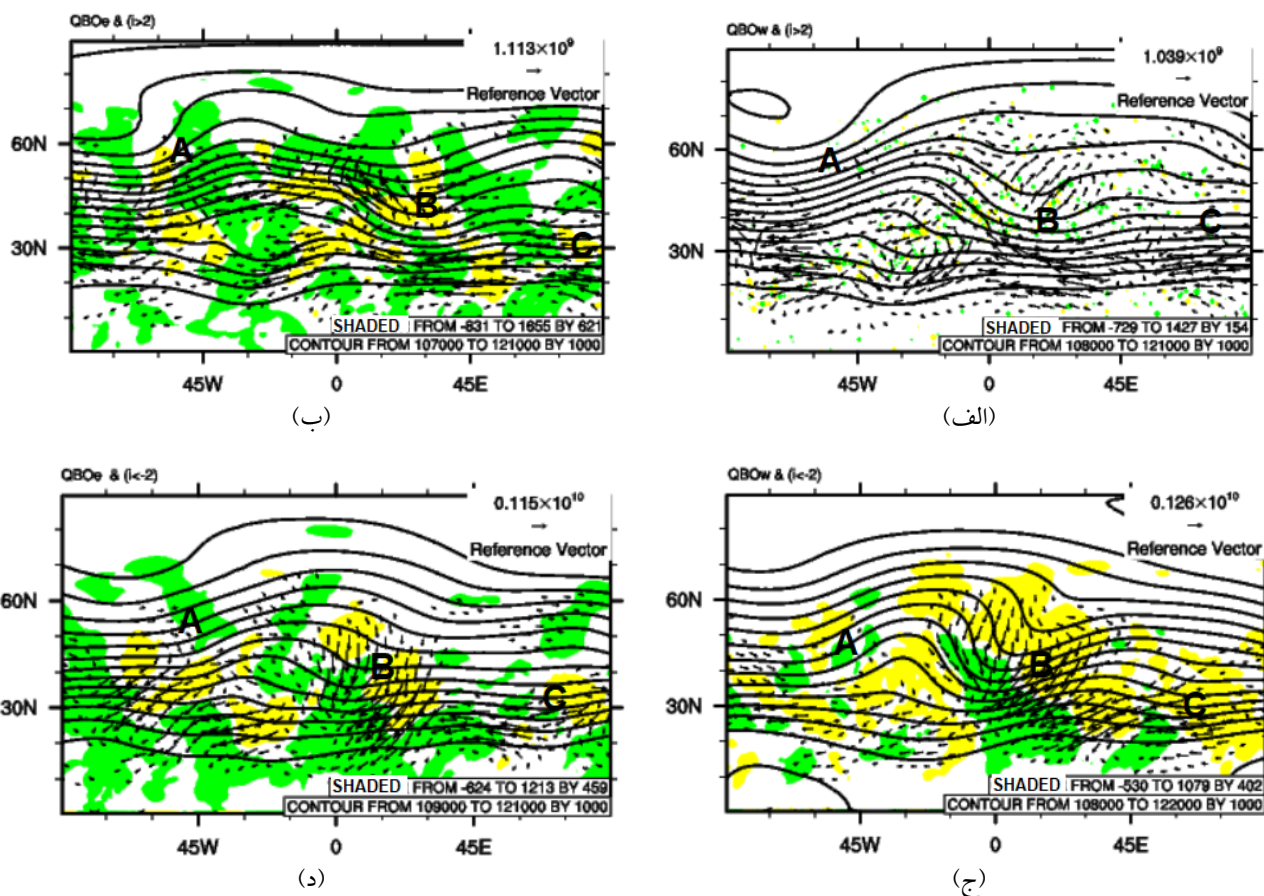 QBOe & (i>2)
1.113×10⁹
Reference Vector
A
B
C
60N
30N
SHADED FROM -831 TO 1655 BY 621
CONTOUR FROM 107000 TO 121000 BY 1000
45W 0 45E
(ب)
QBOw & (i>2)
1.039×10⁹
Reference Vector
A
B
C
60N
30N
SHADED FROM -729 TO 1427 BY 154
CONTOUR FROM 108000 TO 121000 BY 1000
45W 0 45E
(الف)
QBOe & (i<-2)
0.115×10¹⁰
Reference Vector
A
B
C
60N
30N
SHADED FROM -624 TO 1213 BY 459
CONTOUR FROM 109000 TO 121000 BY 1000
45W 0 45E
(د)
QBOw & (i<-2)
0.126×10¹⁰
Reference Vector
A
B
C
60N
30N
SHADED FROM -530 TO 1079 BY 402
CONTOUR FROM 108000 TO 122000 BY 1000
45W 0 45E
(ج)